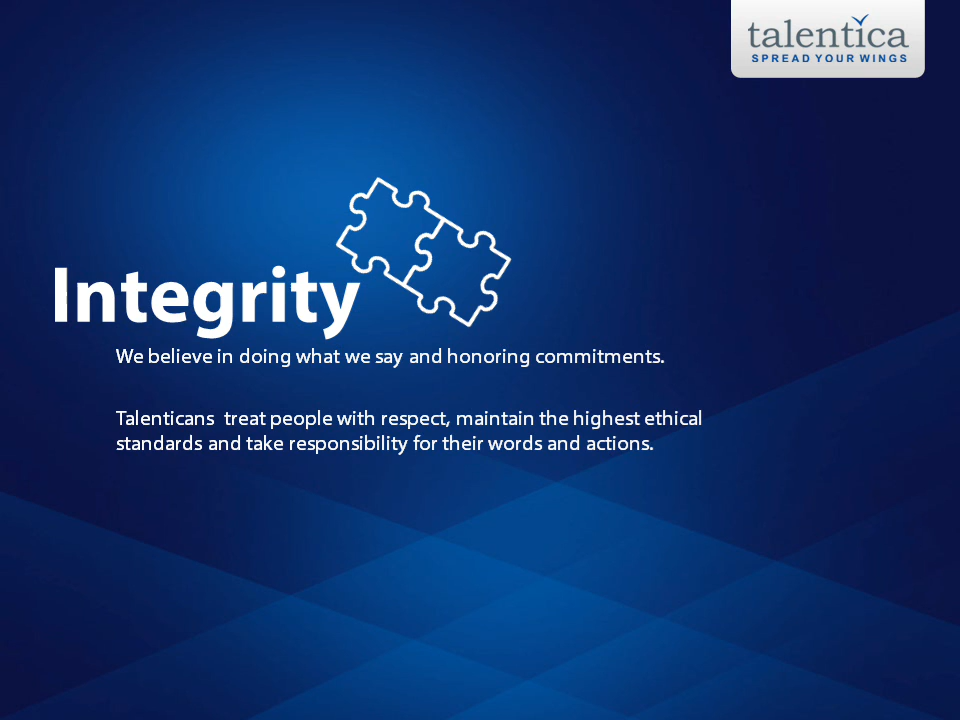 talentica
SPREAD YOUR WINGS
Integrity
We believe in doing what we say and honoring commitments.
Talenticans  treat people with respect, maintain the highest ethical
standards and take responsibility for their words and actions.